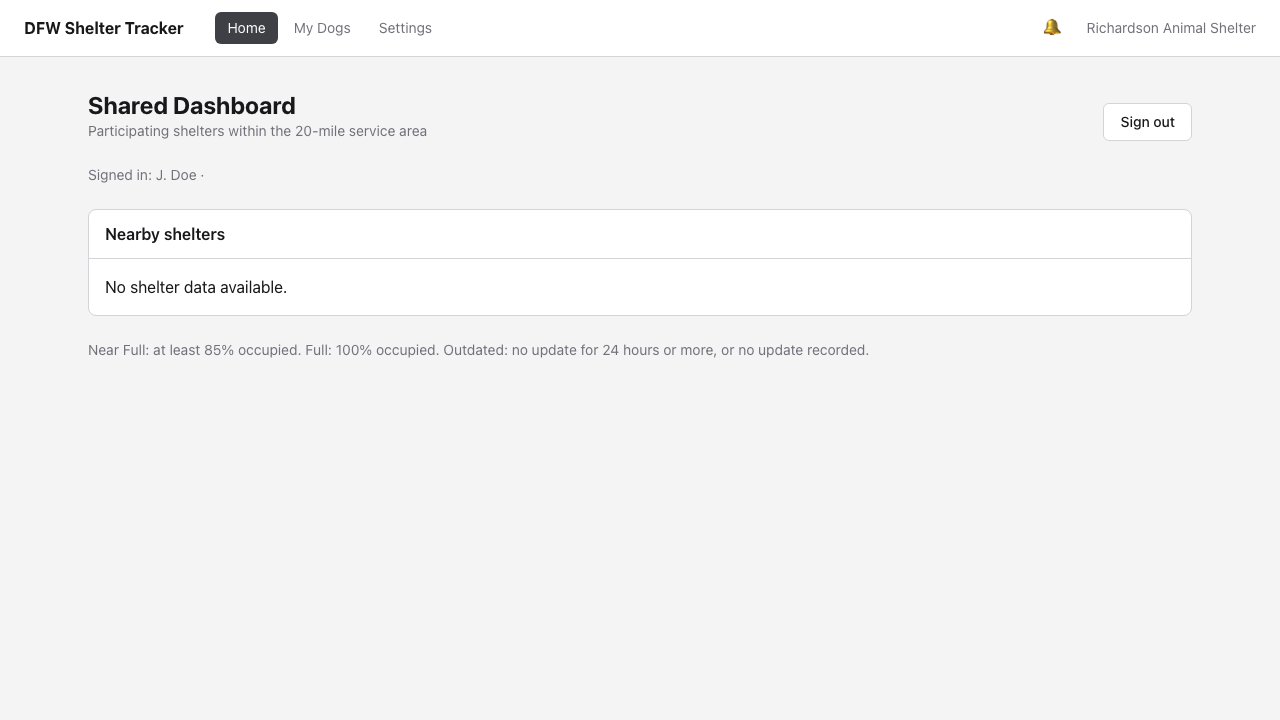 DFW Shelter Tracker Home My Dogs Settings 🔔 Richardson Animal Shelter
Shared Dashboard
Participating shelters within the 20-mile service area
Sign out
Signed in: J. Doe ·
Nearby shelters
No shelter data available.
Near Full: at least 85% occupied. Full: 100% occupied. Outdated: no update for 24 hours or more, or no update recorded.